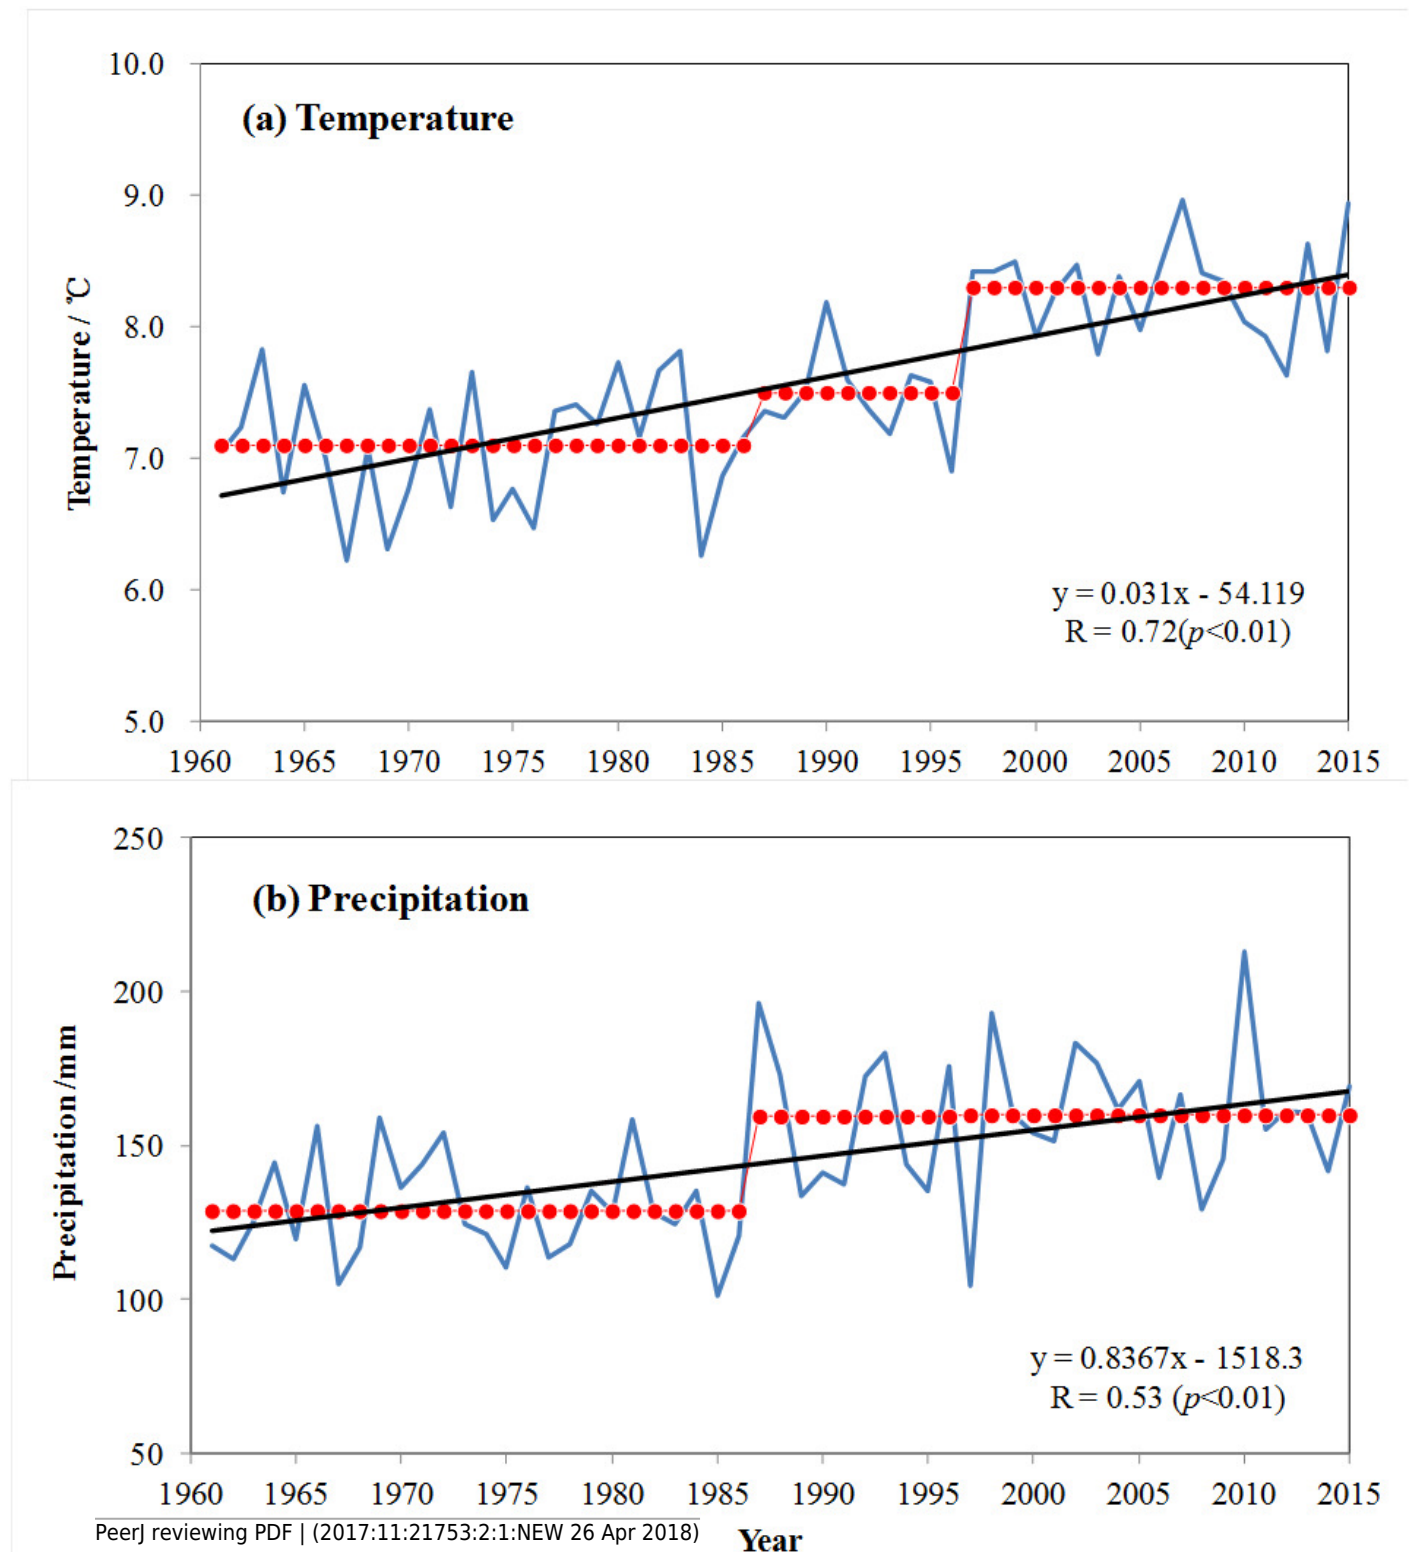 10.0
(a) Temperature
9.0
8.0
7.0
6.0
5.0
Temperature / ℃
y = 0.031x - 54.119
R = 0.72(p<0.01)
1960 1965 1970 1975 1980 1985 1990 1995 2000 2005 2010 2015
250
(b) Precipitation
200
150
100
50
Precipitation /mm
y = 0.8367x - 1518.3
R = 0.53 (p<0.01)
1960 1965 1970 1975 1980 1985 1990 1995 2000 2005 2010 2015
PeerJ reviewing PDF | (2017:11:21753:2:1:NEW 26 Apr 2018)
Year